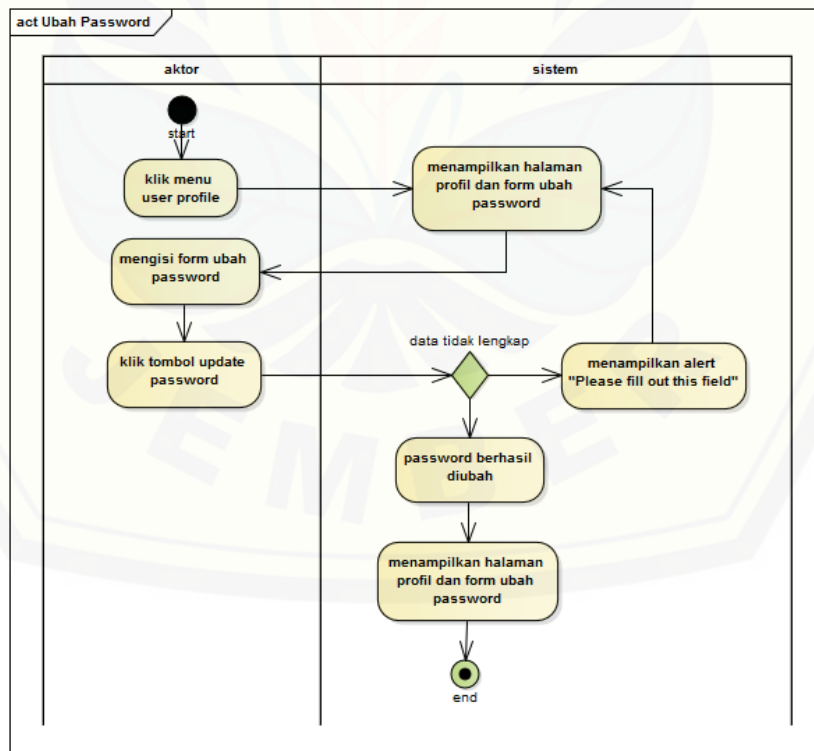 act Ubah Password
aktor
sistem
start
klik menu
user profile
menampilkan halaman
profil dan form ubah
password
mengisi form ubah
password
klik tombol update
password
data tidak lengkap
menampilkan alert
"Please fill out this field"
password berhasil
diubah
menampilkan halaman
profil dan form ubah
password
end
JEMBER